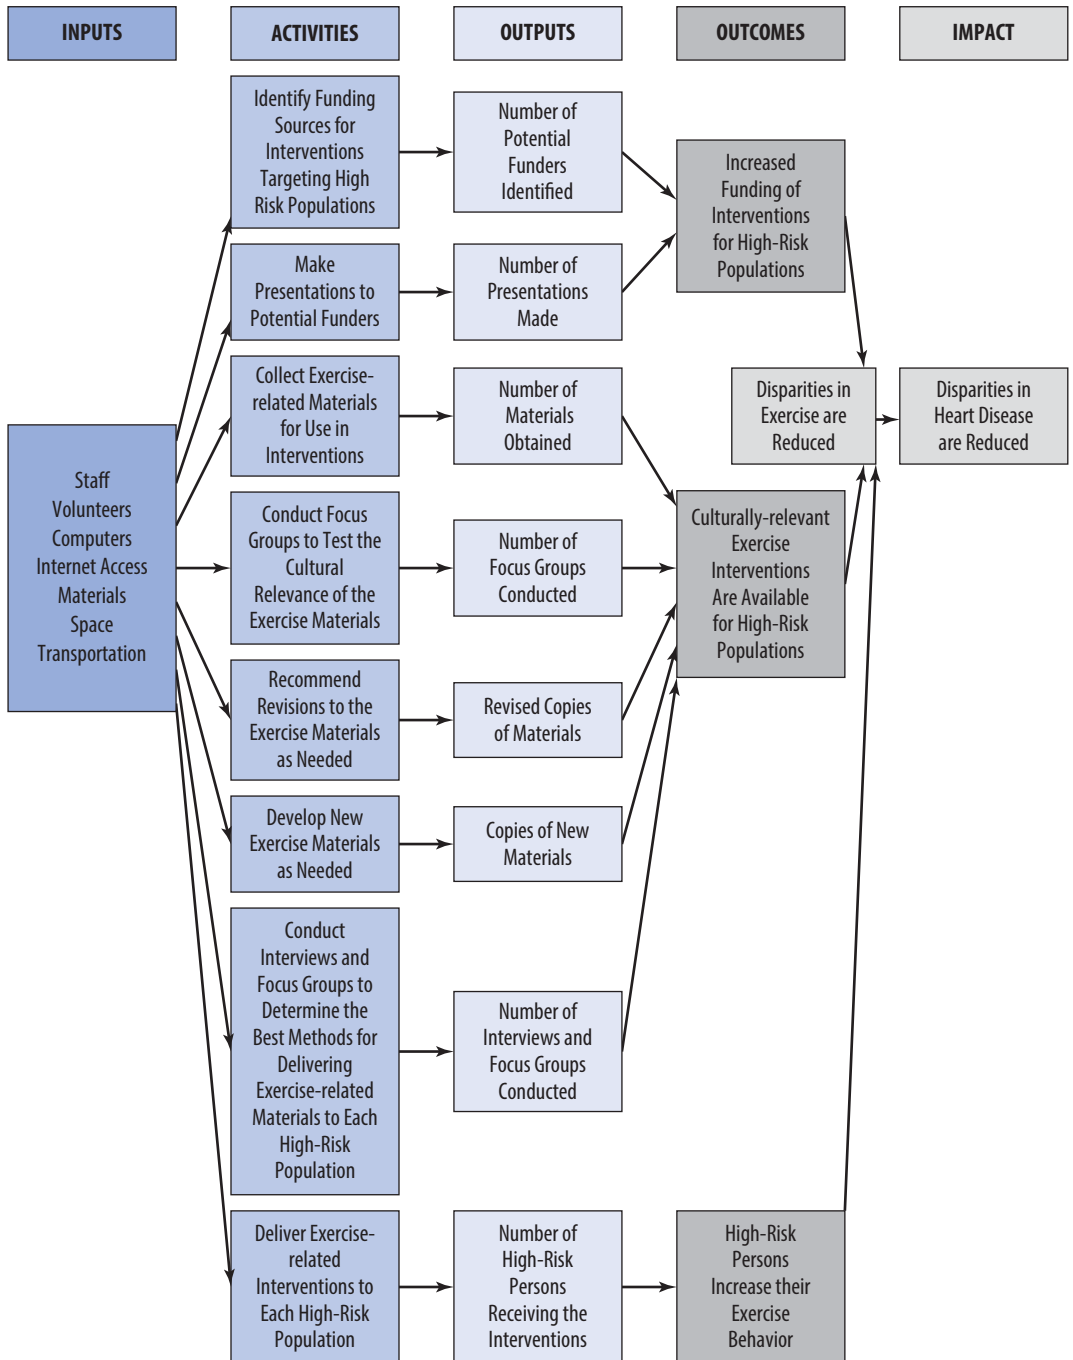 INPUTS
ACTIVITIES
OUTPUTS
OUTCOMES
IMPACT
Staff
Volunteers
Computers
Internet Access
Materials
Space
Transportation
Identify Funding
Sources for
Interventions
Targeting High
Risk Populations
Number of
Potential
Funders
Identified
Increased
Funding of
Interventions
for High-Risk
Populations
Make
Presentations to
Potential Funders
Number of
Presentations
Made
Collect Exercise-
related Materials
for Use in
Interventions
Number of
Materials
Obtained
Disparities in
Exercise are
Reduced
Disparities in
Heart Disease
are Reduced
Conduct Focus
Groups to Test the
Cultural
Relevance of the
Exercise Materials
Number of
Focus Groups
Conducted
Culturally-relevant
Exercise
Interventions
Are Available
for High-Risk
Populations
Recommend
Revisions to the
Exercise Materials
as Needed
Revised Copies
of Materials
Develop New
Exercise Materials
as Needed
Copies of New
Materials
Conduct
Interviews and
Focus Groups to
Determine the
Best Methods for
Delivering
Exercise-related
Materials to Each
High-Risk
Population
Number of
Interviews and
Focus Groups
Conducted
Deliver Exercise-
related
Interventions to
Each High-Risk
Population
Number of
High-Risk
Persons
Receiving the
Interventions
High-Risk
Persons
Increase their
Exercise
Behavior